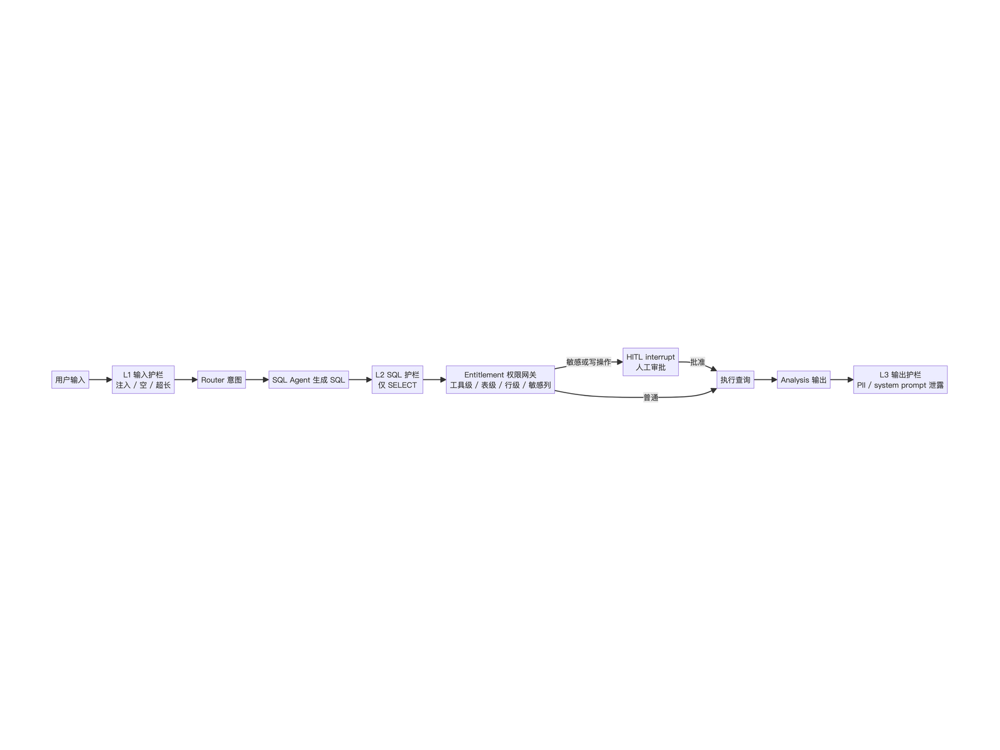 用户输入
L1 输入护栏
注入 / 空 / 超长
Router 意图
SQL Agent 生成 SQL
L2 SQL 护栏
仅 SELECT
Entitlement 权限网关
工具级 / 表级 / 行级 / 敏感列
敏感或写操作
HITL interrupt
人工审批
批准
普通
执行查询
Analysis 输出
L3 输出护栏
PII / system prompt 泄露